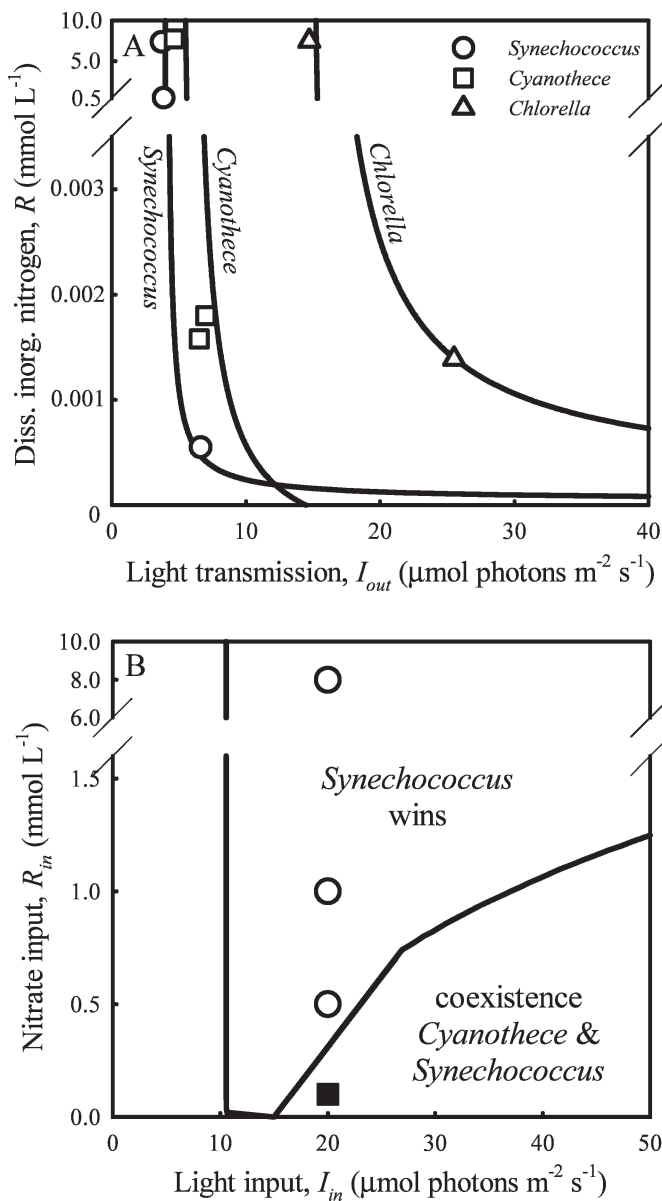 A
Synechococcus
Cyanothece
Chlorella
10.0
5.0
0.5
0.003
0.002
0.001
0
Diss. inorg. nitrogen, R (mmol L⁻¹)
Synechococcus
Cyanothece
Chlorella
0 10 20 30 40
Light transmission, I_out (μmol photons m⁻² s⁻¹)
B
10.0
8.0
6.0
1.5
1.0
0.5
0.0
Nitrate input, R_in (mmol L⁻¹)
Synechococcus
wins
coexistence
Cyanothece &
Synechococcus
0 10 20 30 40 50
Light input, I_in (μmol photons m⁻² s⁻¹)